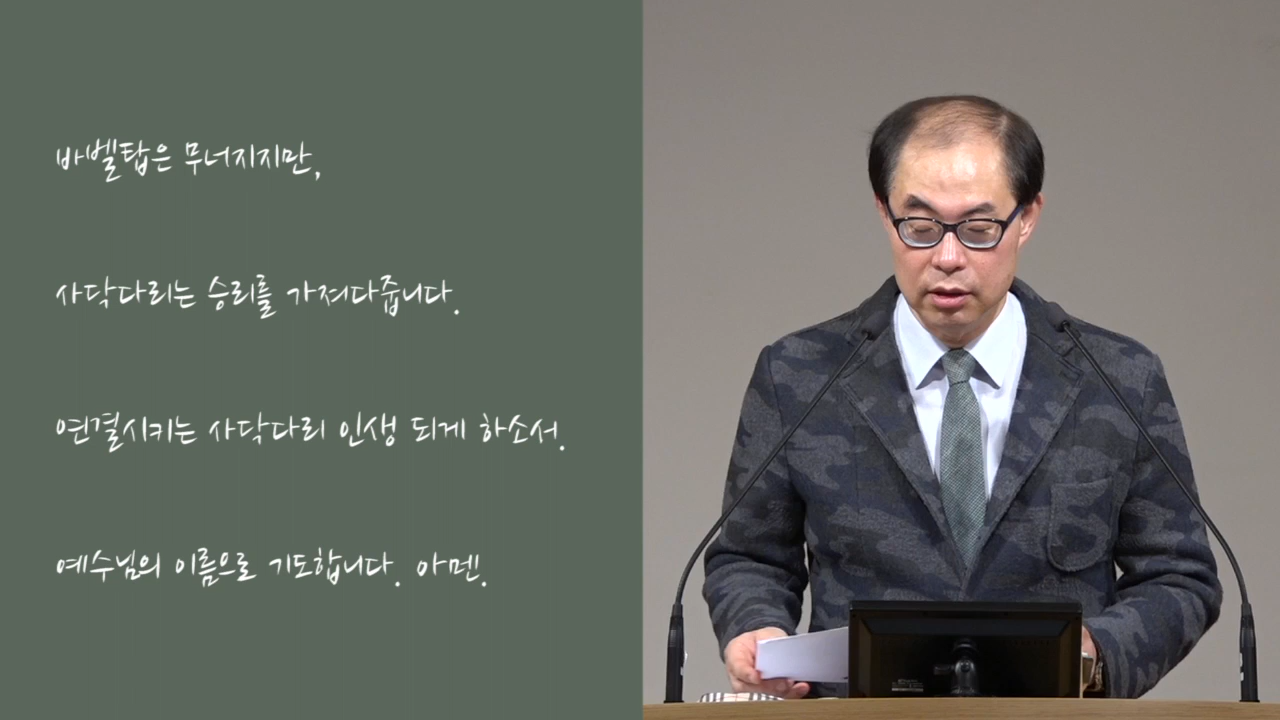 바벨탑은 무너지지만,
사닥다리는 승리를 가져다줍니다.
연결시키는 사닥다리 인생 되게 하소서.
예수님의 이름으로 기도합니다. 아멘.